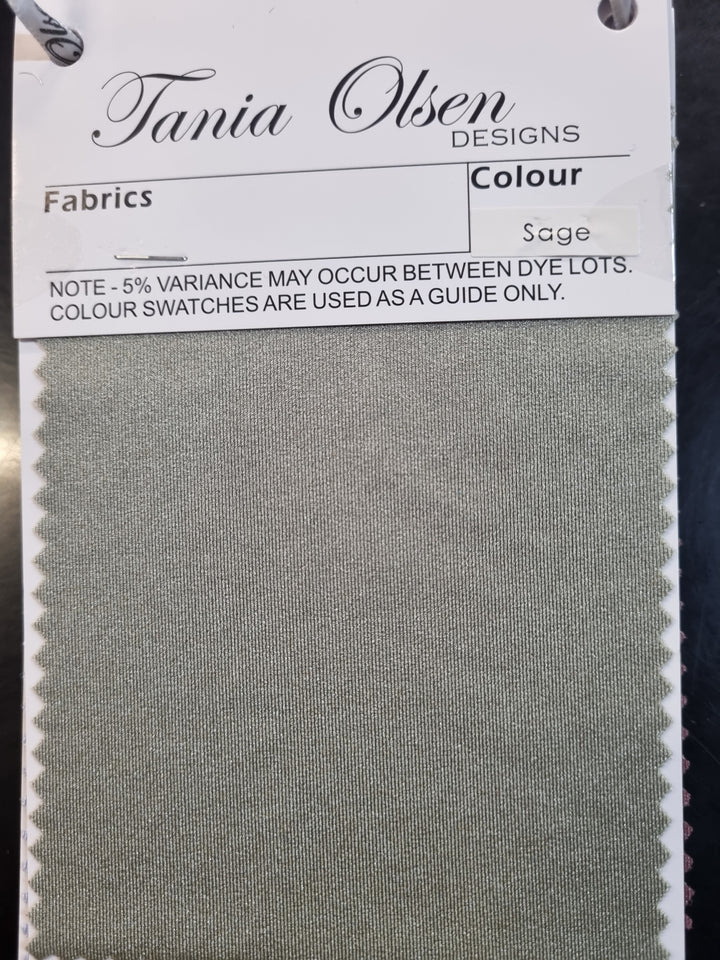 Tania Olsen
DESIGNS
Fabrics
Colour
Sage
NOTE - 5% VARIANCE MAY OCCUR BETWEEN DYE LOTS.
COLOUR SWATCHES ARE USED AS A GUIDE ONLY.